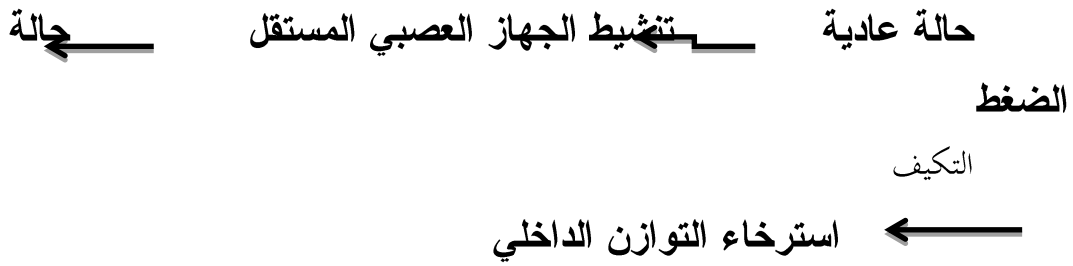 حالة عادية تنشيط الجهاز العصبي المستقل حالة
الضغط
التكيف
استرخاء التوازن الداخلي